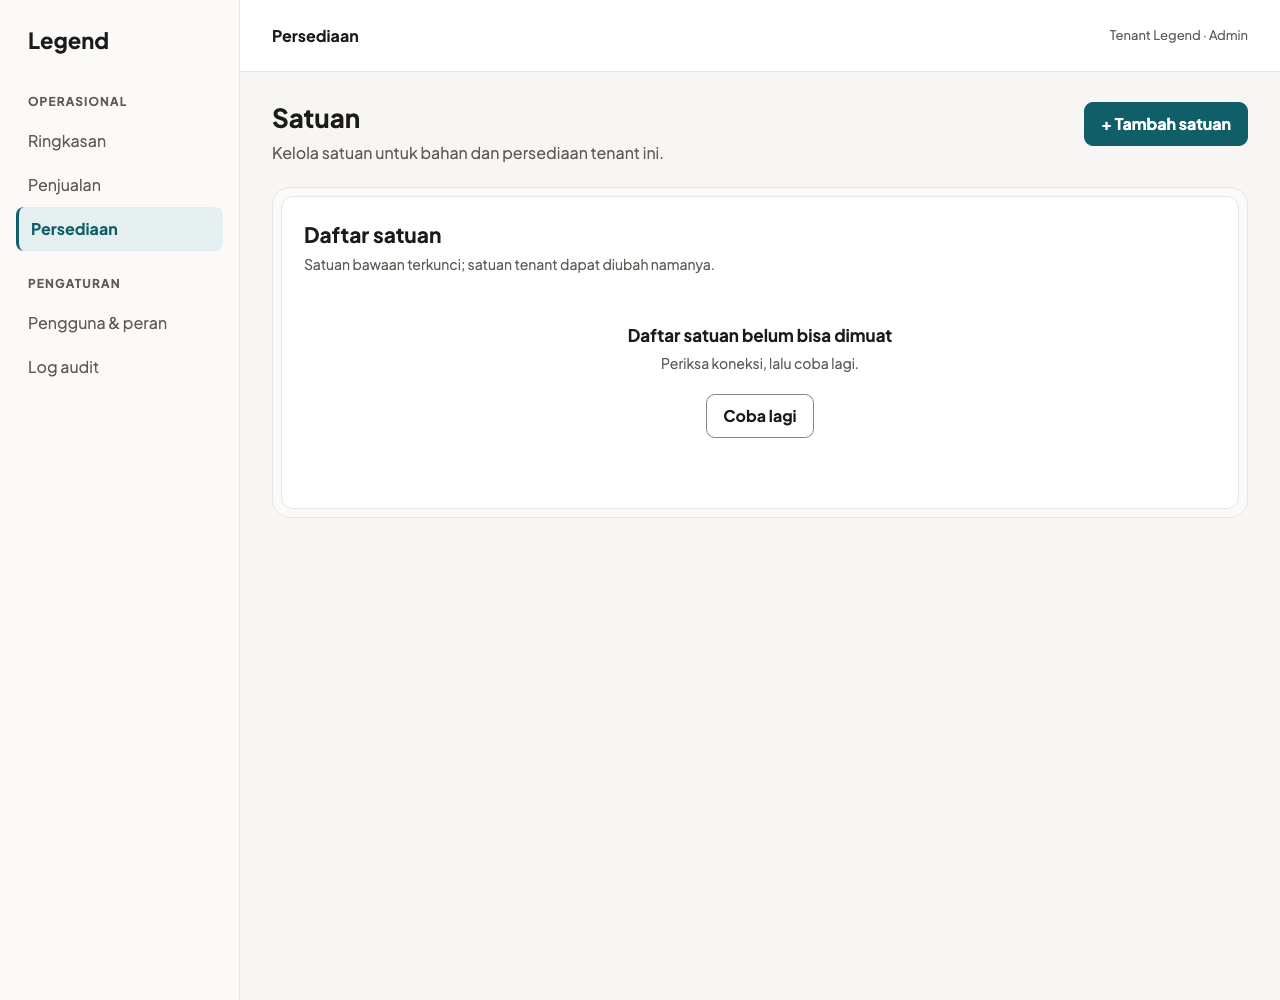 Legend
OPERASIONAL
Ringkasan
Penjualan
Persediaan
PENGATURAN
Pengguna & peran
Log audit
Persediaan
Tenant Legend · Admin
Satuan
Kelola satuan untuk bahan dan persediaan tenant ini.
+ Tambah satuan
Daftar satuan
Satuan bawaan terkunci; satuan tenant dapat diubah namanya.
Daftar satuan belum bisa dimuat
Periksa koneksi, lalu coba lagi.
Coba lagi